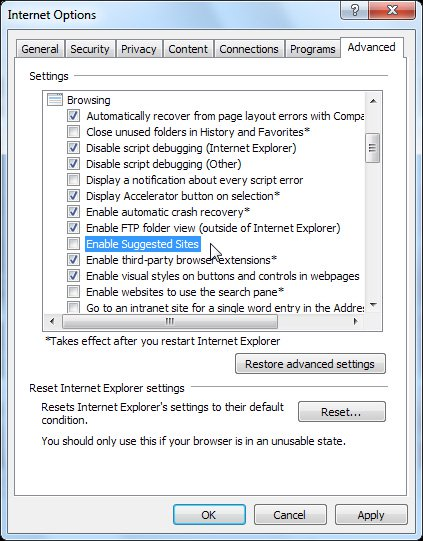 Internet Options
General Security Privacy Content Connections Programs Advanced
Settings
Browsing
Automatically recover from page layout errors with Compa
Close unused folders in History and Favorites*
Disable script debugging (Internet Explorer)
Disable script debugging (Other)
Display a notification about every script error
Display Accelerator button on selection*
Enable automatic crash recovery*
Enable FTP folder view (outside of Internet Explorer)
Enable Suggested Sites
Enable third-party browser extensions*
Enable visual styles on buttons and controls in webpages
Enable websites to use the search pane*
Go to an intranet site for a single word entry in the Addre
*Takes effect after you restart Internet Explorer
Restore advanced settings
Reset Internet Explorer settings
Resets Internet Explorer's settings to their default
condition.
Reset...
You should only use this if your browser is in an unusable state.
OK Cancel Apply